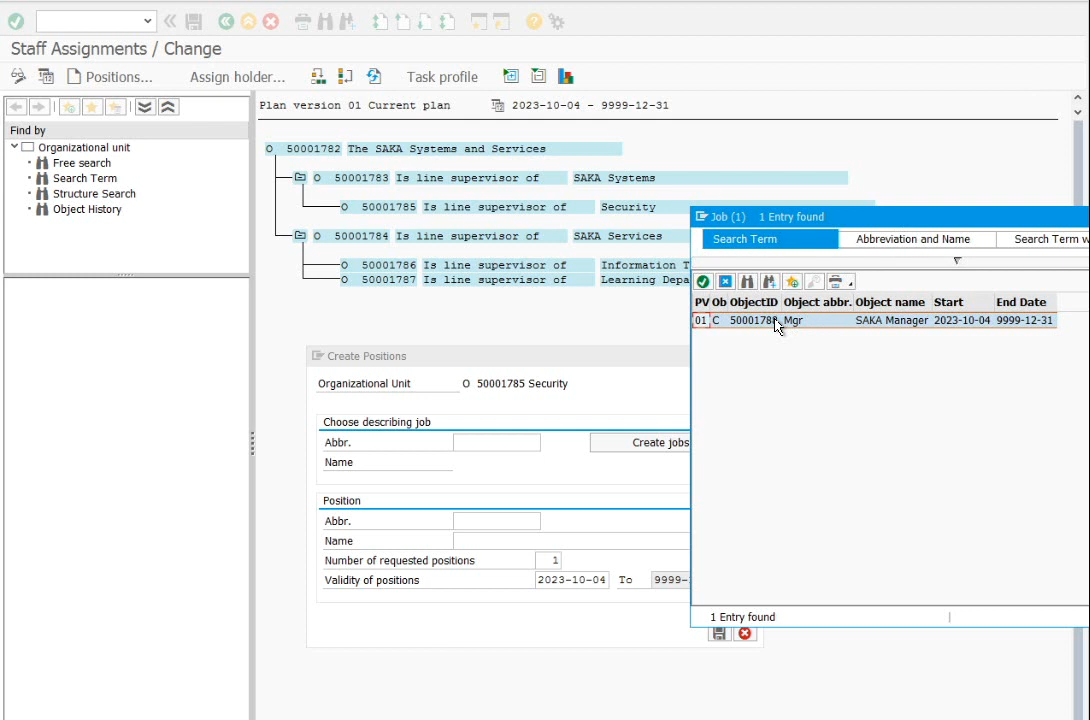 Staff Assignments / Change
Positions... Assign holder... Task profile
Plan version 01 Current plan 2023-10-04 - 9999-12-31
Find by
Organizational unit
Free search
Search Term
Structure Search
Object History
O 50001782 The SAKA Systems and Services
O 50001783 Is line supervisor of SAKA Systems
O 50001785 Is line supervisor of Security
O 50001784 Is line supervisor of SAKA Services
O 50001786 Is line supervisor of Information T
O 50001787 Is line supervisor of Learning Depa
Job (1) 1 Entry found
Search Term Abbreviation and Name Search Term w
PV Ob ObjectID Object abbr. Object name Start End Date
01 C Mgr SAKA Manager 2023-10-04 9999-12-31
1 Entry found
Create Positions
Organizational Unit O 50001785 Security
Choose describing job
Abbr. Create jobs
Name
Position
Abbr.
Name
Number of requested positions 1
Validity of positions 2023-10-04 To 9999-